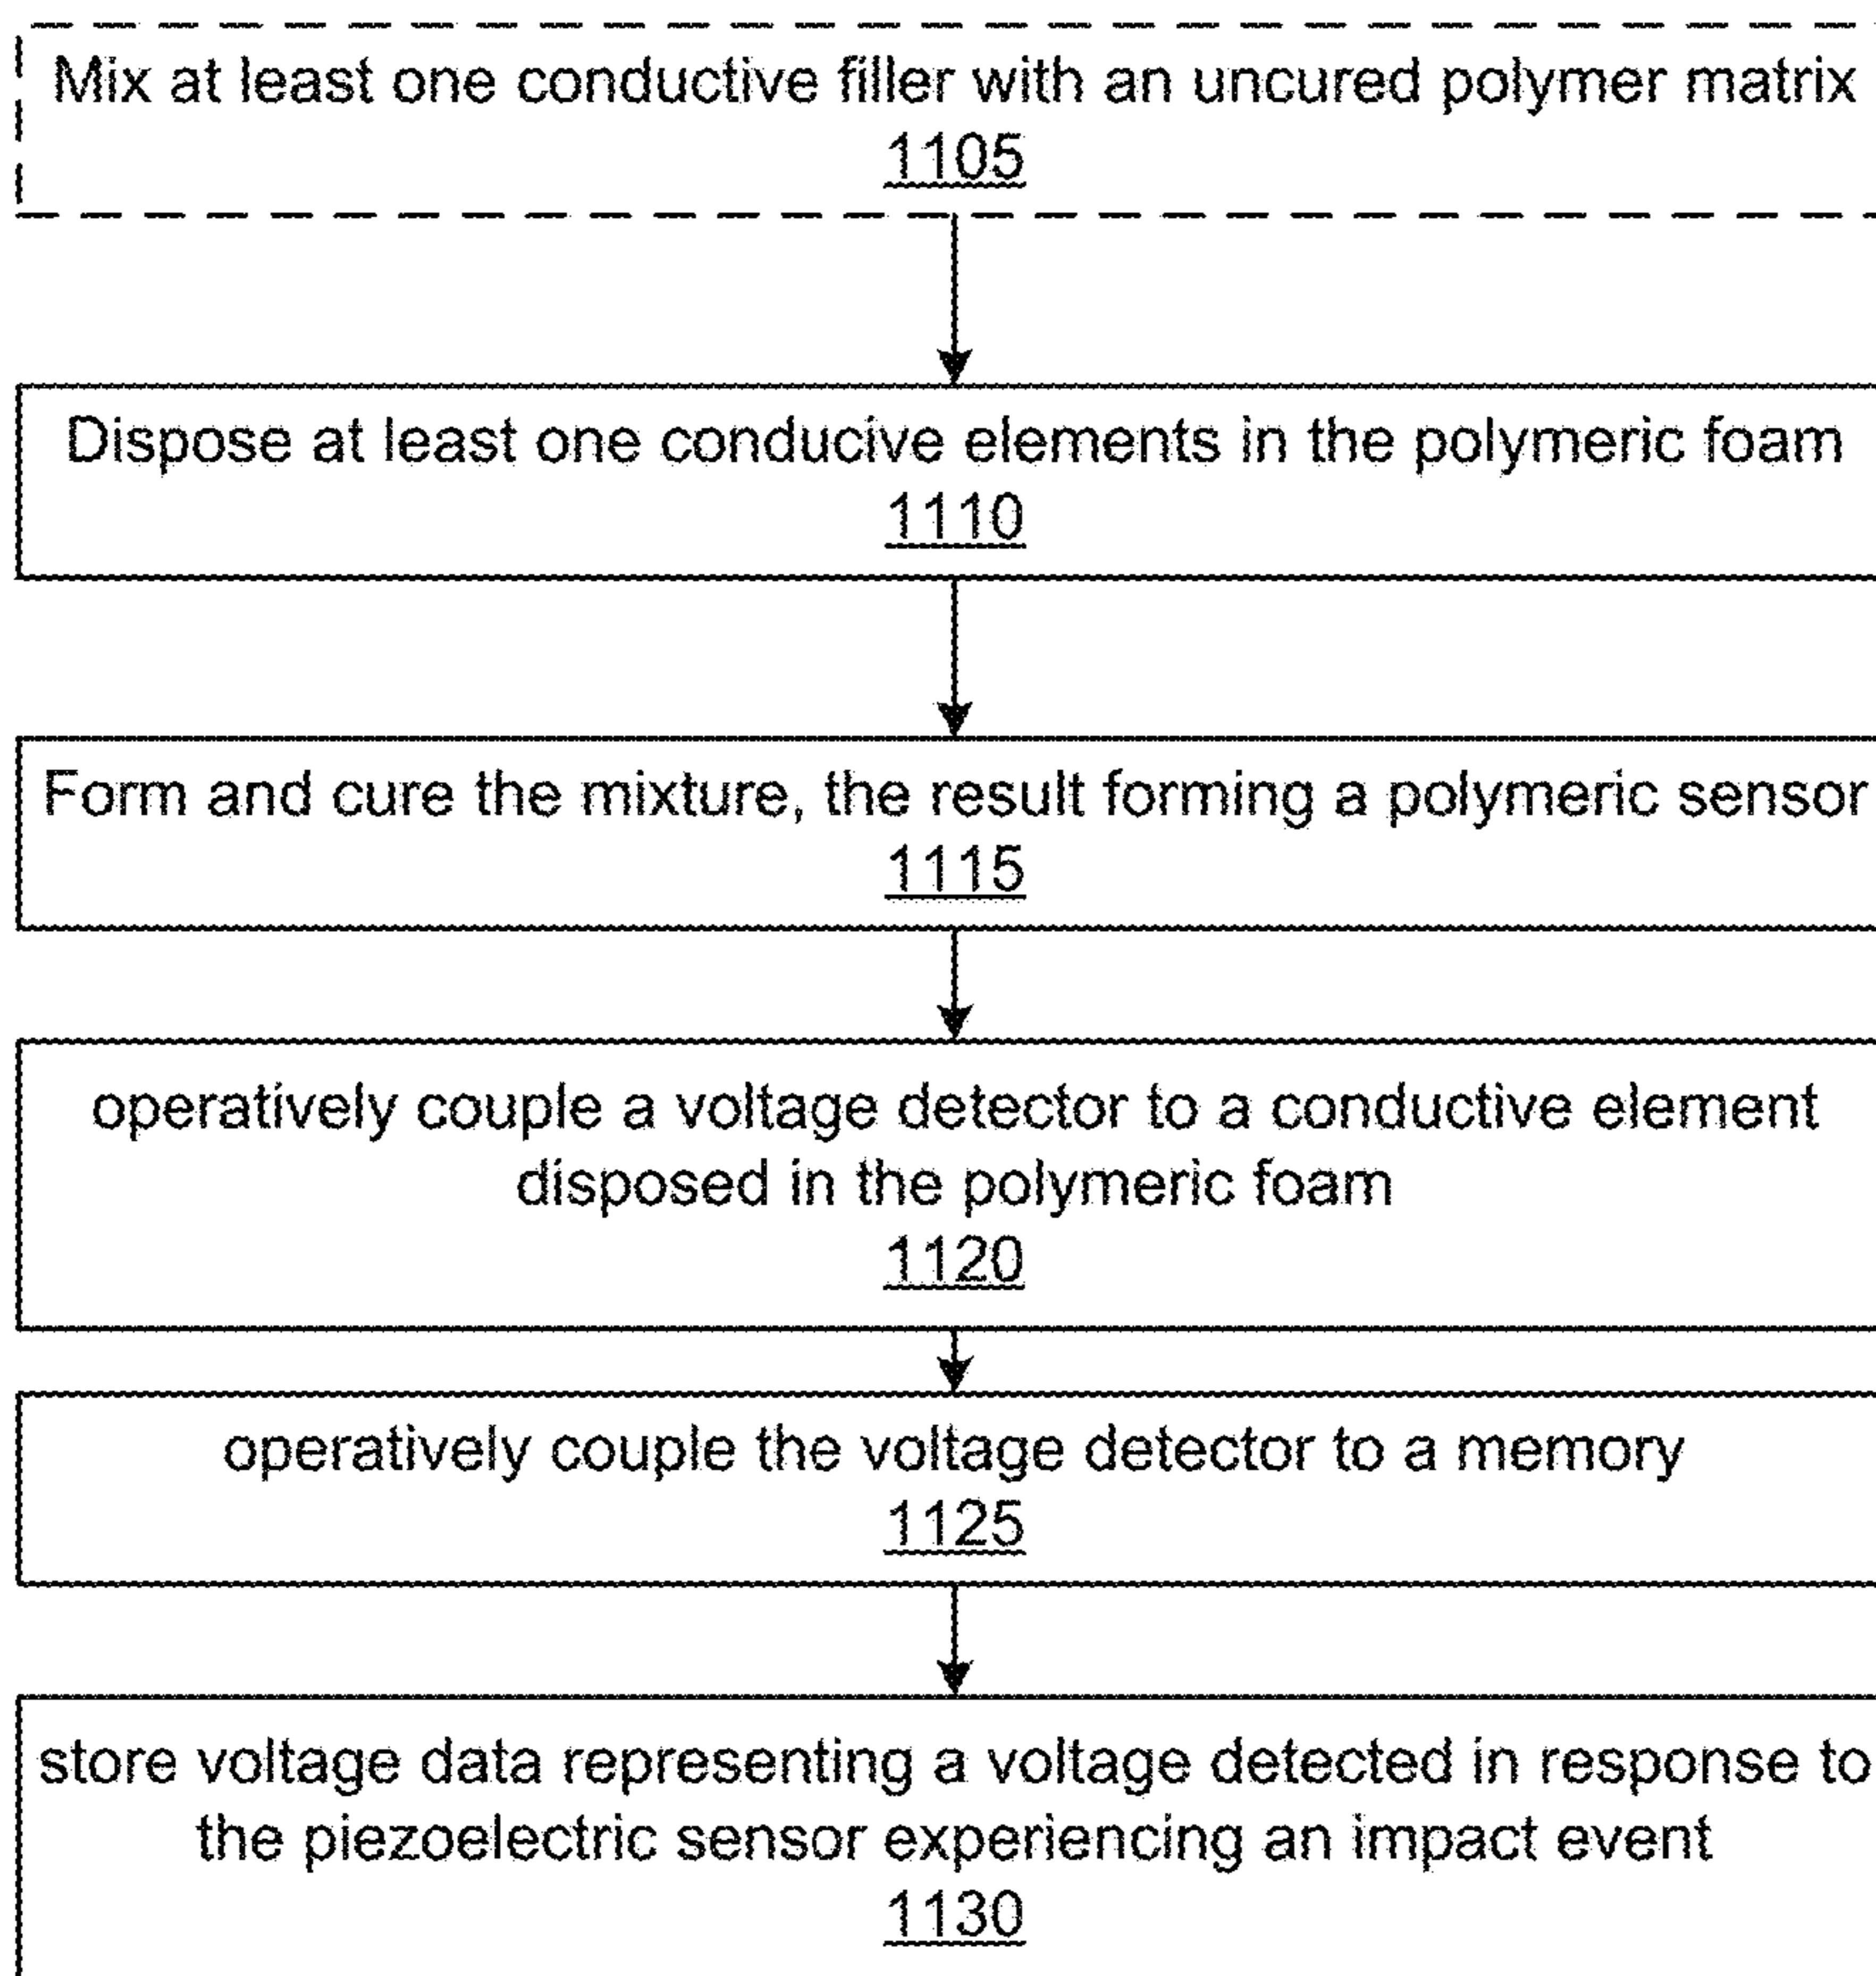 Mix at least one conductive filler with an uncured polymer matrix
1105
Dispose at least one conducive elements in the polymeric foam
1110
Form and cure the mixture, the result forming a polymeric sensor
1115
operatively couple a voltage detector to a conductive element
disposed in the polymeric foam
1120
operatively couple the voltage detector to a memory
1125
store voltage data representing a voltage detected in response to
the piezoelectric sensor experiencing an impact event
1130